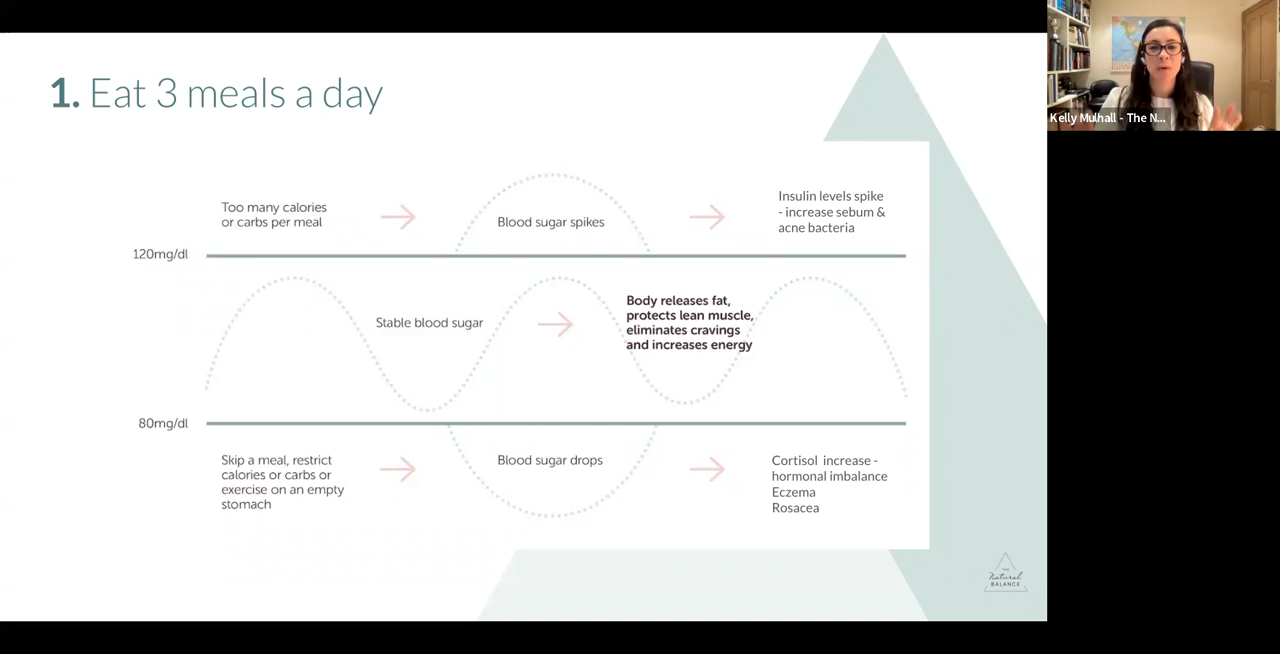 1. Eat 3 meals a day
Kelly Mulhall - The N...
Too many calories
or carbs per meal
Blood sugar spikes
Insulin levels spike
- increase sebum &
acne bacteria
120mg/dl
Stable blood sugar
Body releases fat,
protects lean muscle,
eliminates cravings
and increases energy
80mg/dl
Skip a meal, restrict
calories or carbs or
exercise on an empty
stomach
Blood sugar drops
Cortisol increase -
hormonal imbalance
Eczema
Rosacea
THE
Natural
BALANCE